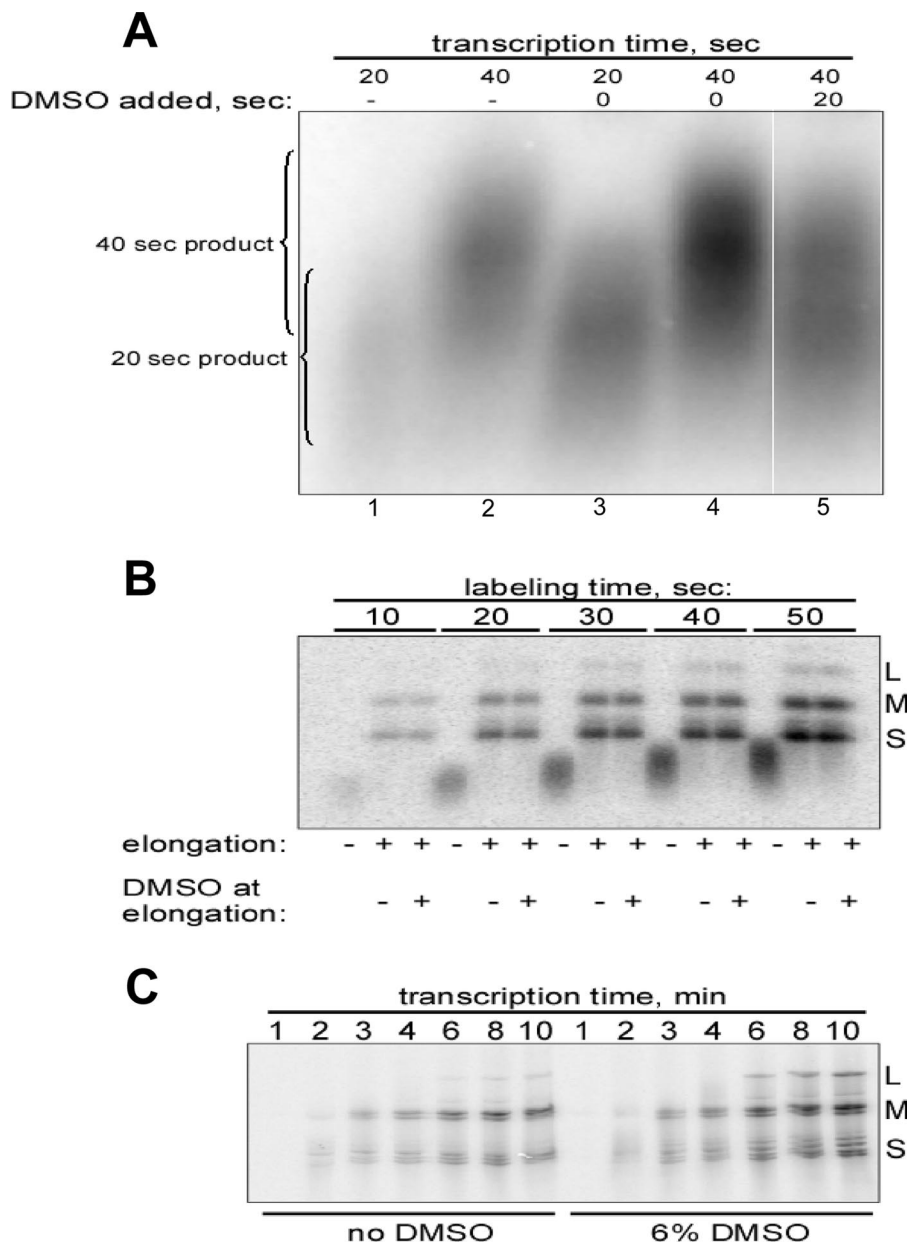 A
transcription time, sec
20 40 20 40 40
DMSO added, sec: - - 0 0 20
40 sec product
20 sec product
1 2 3 4 5
B
labeling time, sec:
10 20 30 40 50
L
M
S
elongation: - + + - + + - + + - + + - + +
DMSO at
elongation: - + - + - + - + - +
C
transcription time, min
1 2 3 4 6 8 10 1 2 3 4 6 8 10
L
M
S
no DMSO 6% DMSO